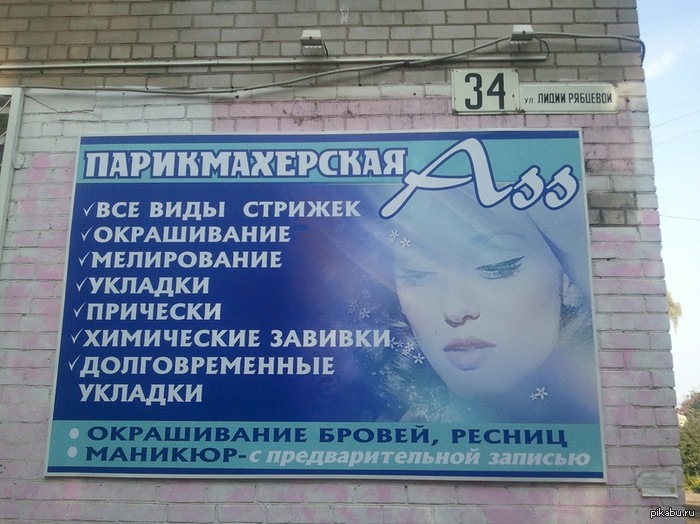 34 ул. ЛИДИИ РЯБЦЕВОЙ
ПАРИКМАХЕРСКАЯ Ass
✓ВСЕ ВИДЫ СТРИЖЕК
✓ОКРАШИВАНИЕ
✓МЕЛИРОВАНИЕ
✓УКЛАДКИ
✓ПРИЧЕСКИ
✓ХИМИЧЕСКИЕ ЗАВИВКИ
✓ДОЛГОВРЕМЕННЫЕ
УКЛАДКИ
• ОКРАШИВАНИЕ БРОВЕЙ, РЕСНИЦ
• МАНИКЮР-с предварительной записью
pikabu.ru